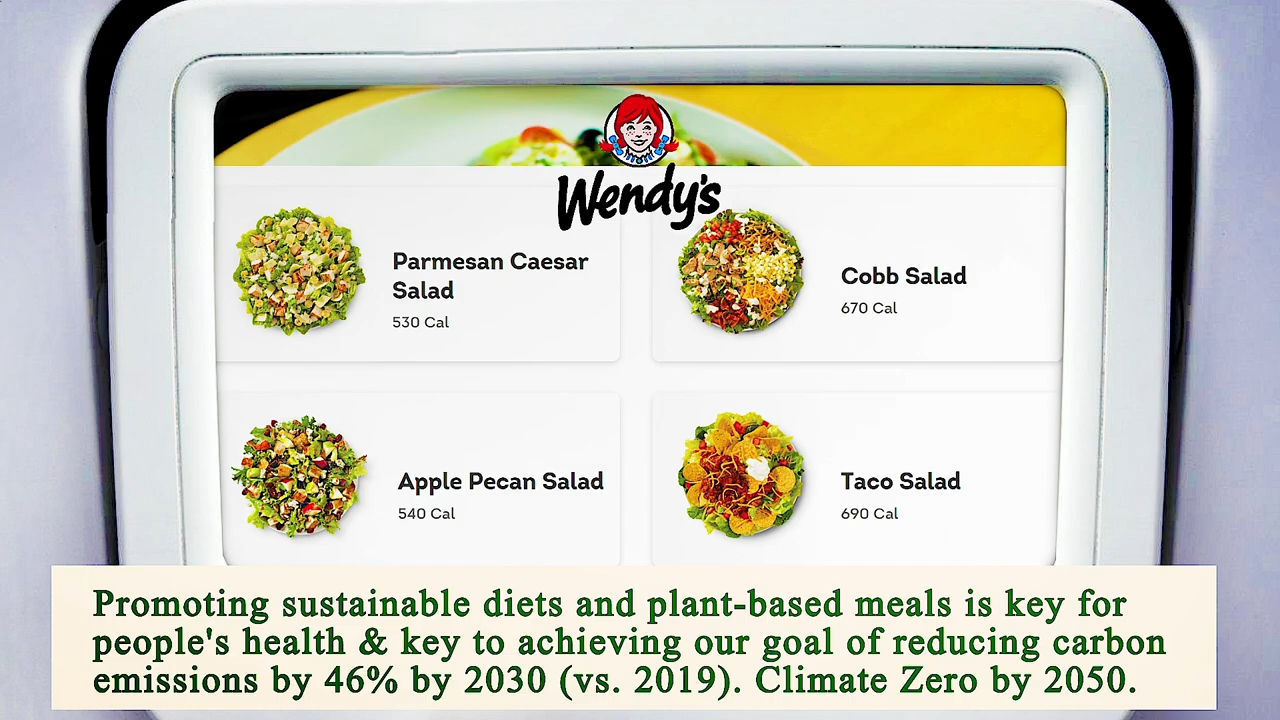 Wendy's
Parmesan Caesar
Salad
530 Cal
Cobb Salad
670 Cal
Apple Pecan Salad
540 Cal
Taco Salad
690 Cal
Promoting sustainable diets and plant-based meals is key for
people's health & key to achieving our goal of reducing carbon
emissions by 46% by 2030 (vs. 2019). Climate Zero by 2050.